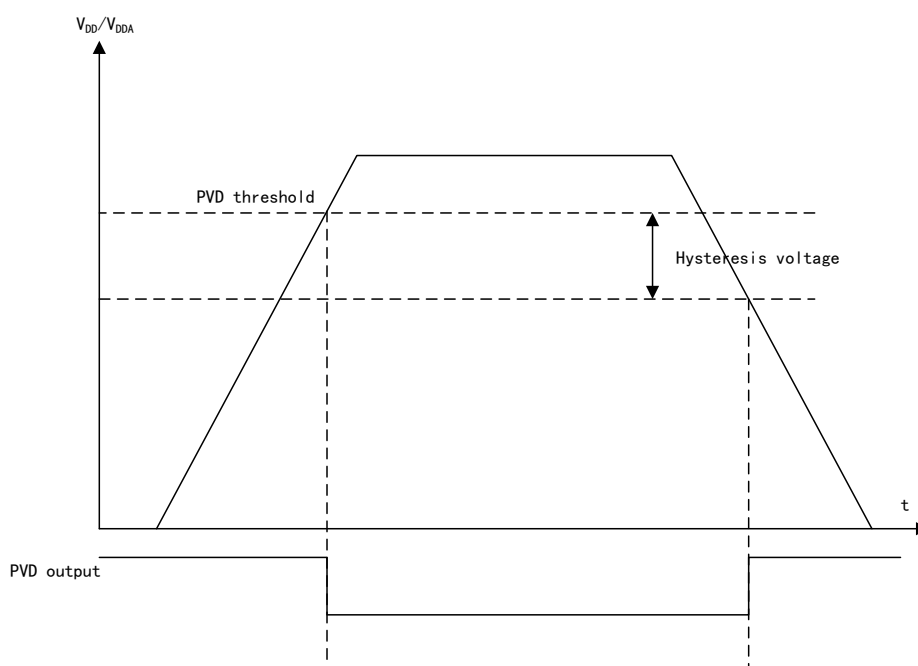 VDD/VDDA
PVD threshold
Hysteresis voltage
t
PVD output